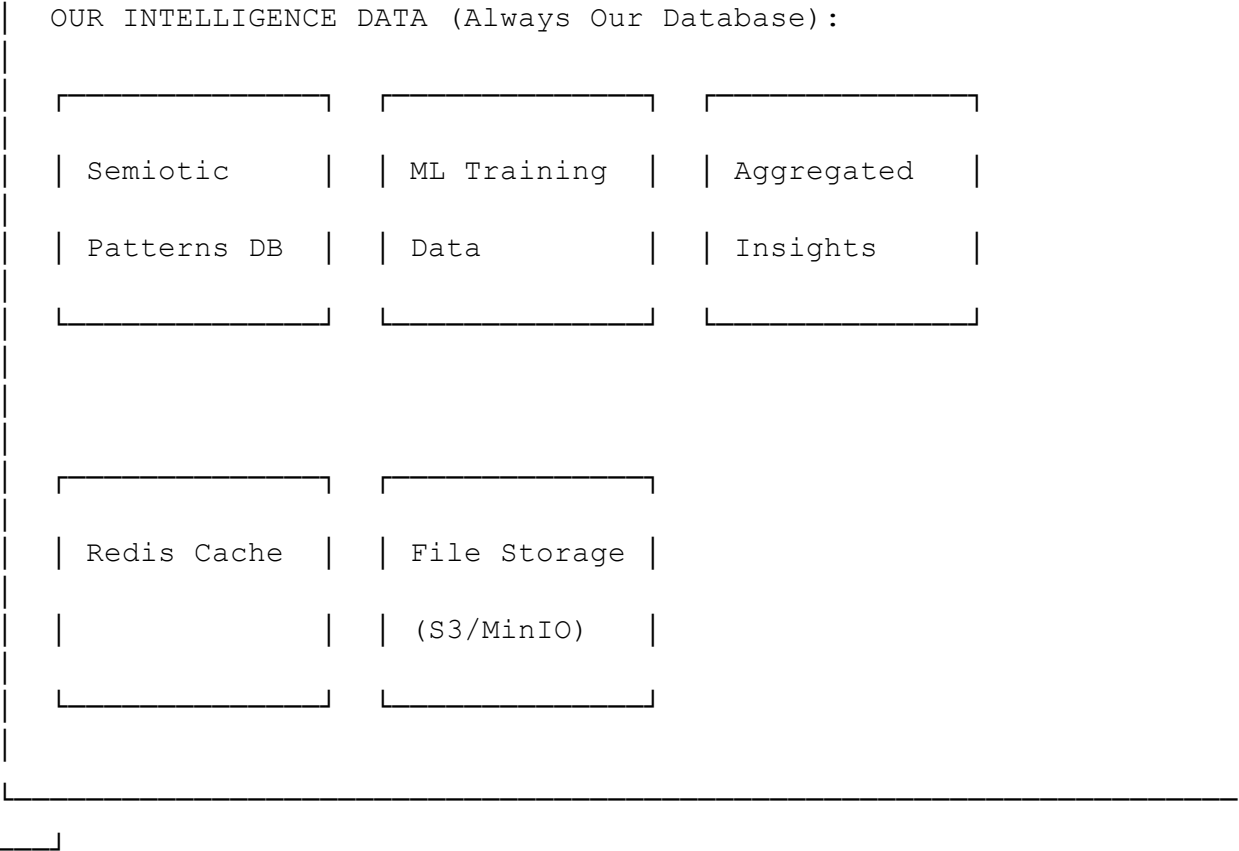 OUR INTELLIGENCE DATA (Always Our Database):
Semiotic ML Training Aggregated
Patterns DB Data Insights
Redis Cache File Storage
(S3/MinIO)